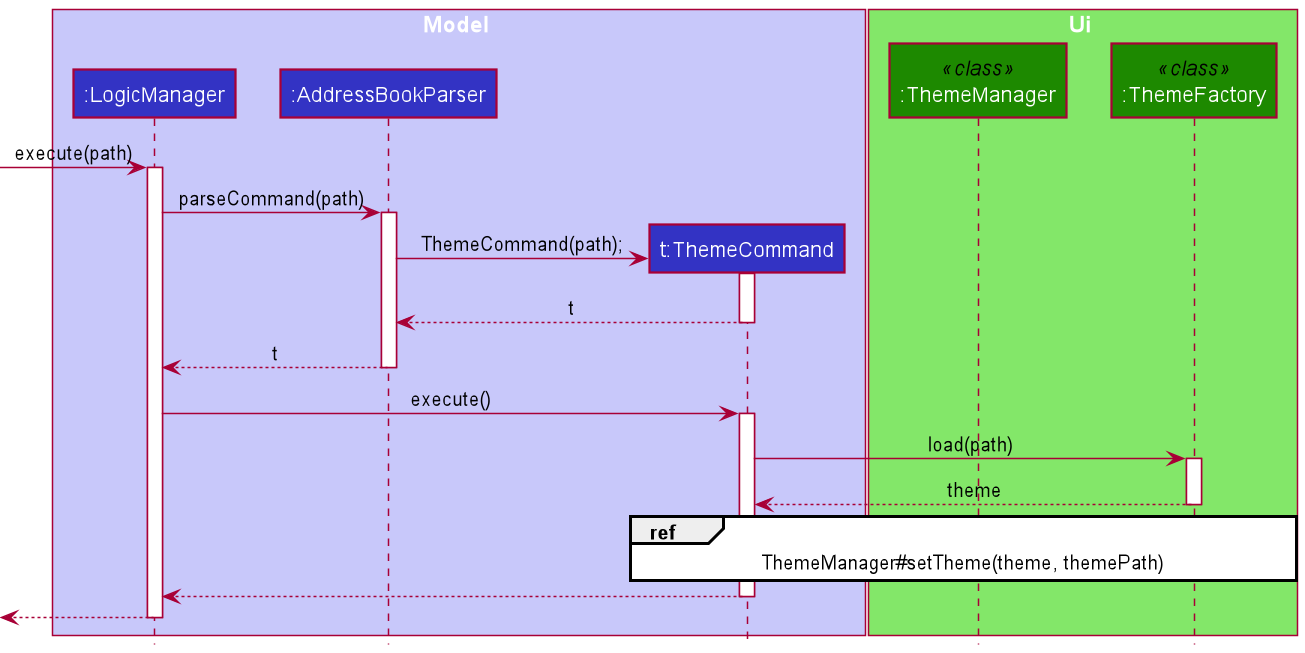 Model
Ui
:LogicManager
:AddressBookParser
«class»
:ThemeManager
«class»
:ThemeFactory
execute(path)
parseCommand(path)
ThemeCommand(path);
t:ThemeCommand
t
t
execute()
load(path)
theme
ref
ThemeManager#setTheme(theme, themePath)